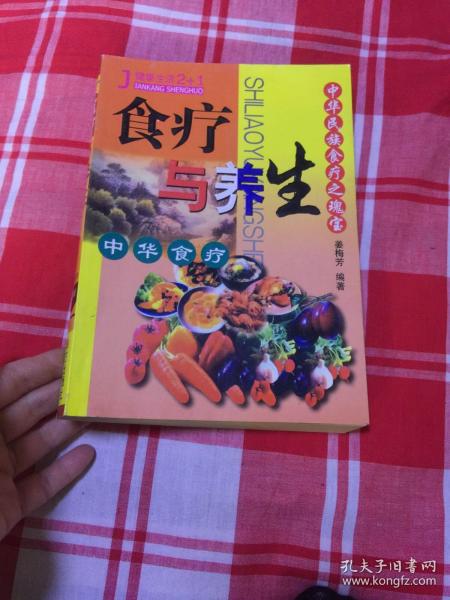 J 健康生活2+1
JIANKANG SHENGHUO
食疗
与养生
SHILIAOYUYANGSHENG
中华民族食疗之瑰宝
姜梅芳 编著
中华食疗
孔夫子旧书网
www.kongfz.com